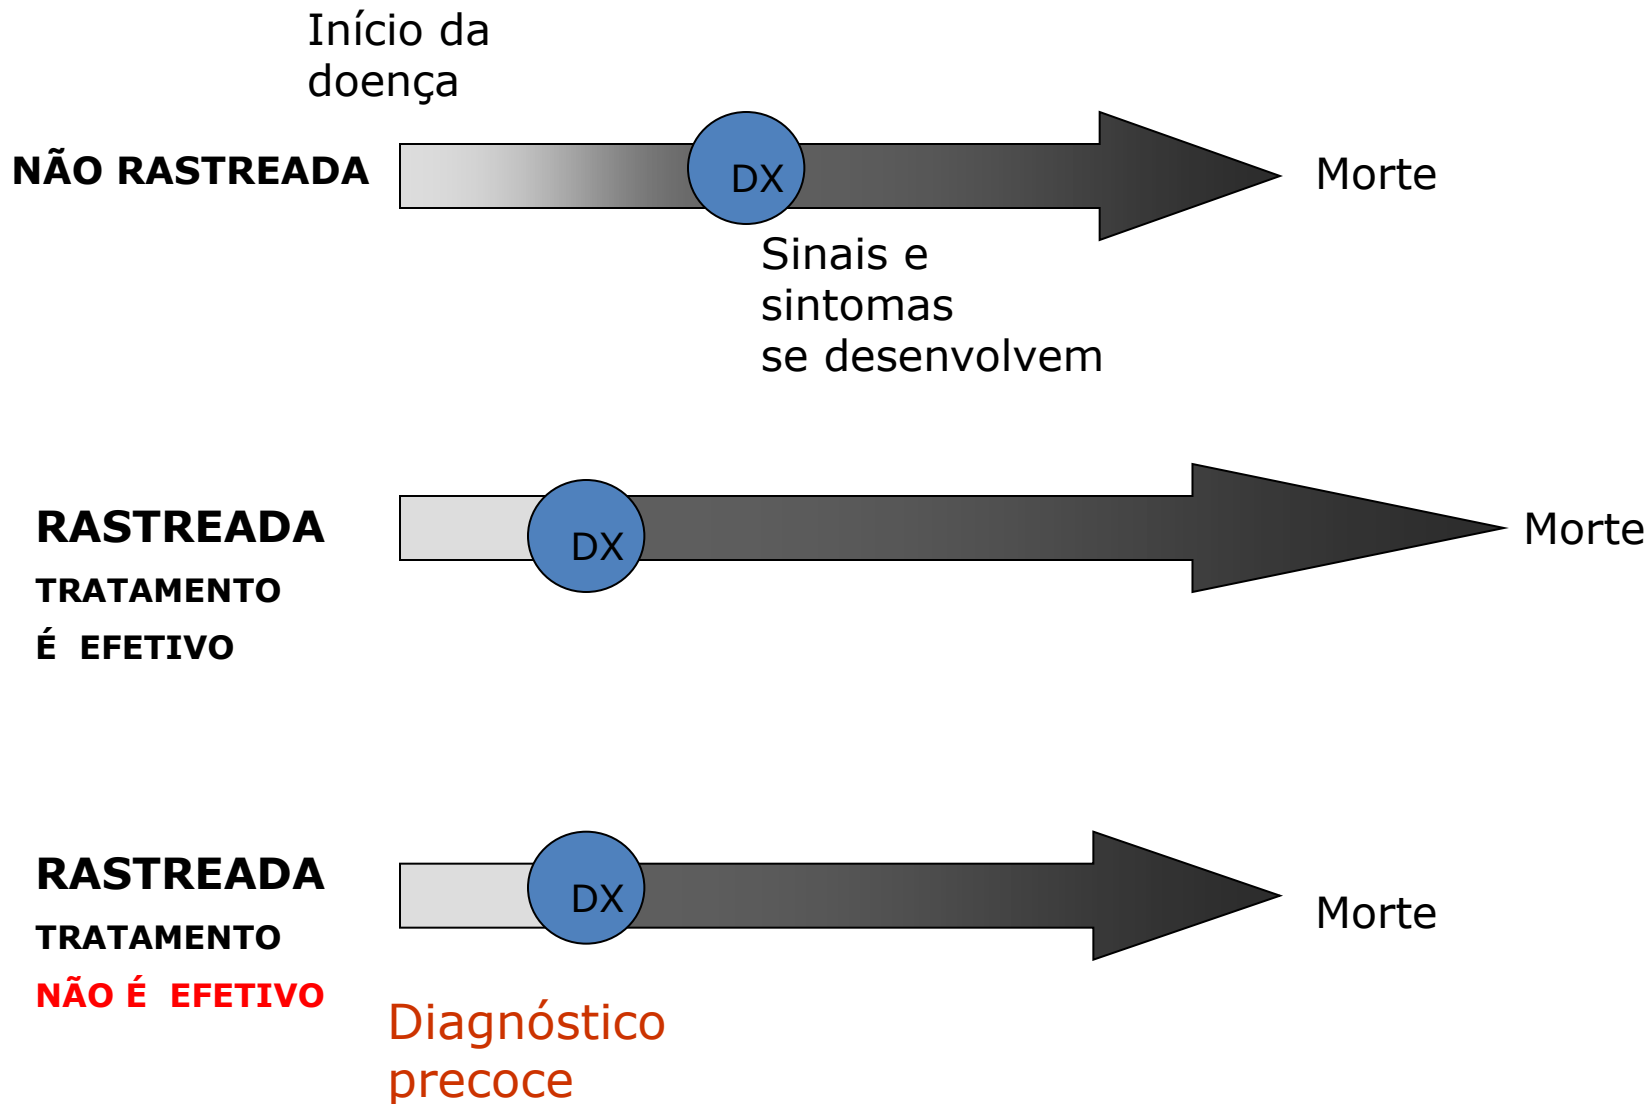 Início da
doença
NÃO RASTREADA
DX
Morte
Sinais e
sintomas
se desenvolvem
RASTREADA
TRATAMENTO
É EFETIVO
DX
Morte
RASTREADA
TRATAMENTO
NÃO É EFETIVO
DX
Morte
Diagnóstico
precoce